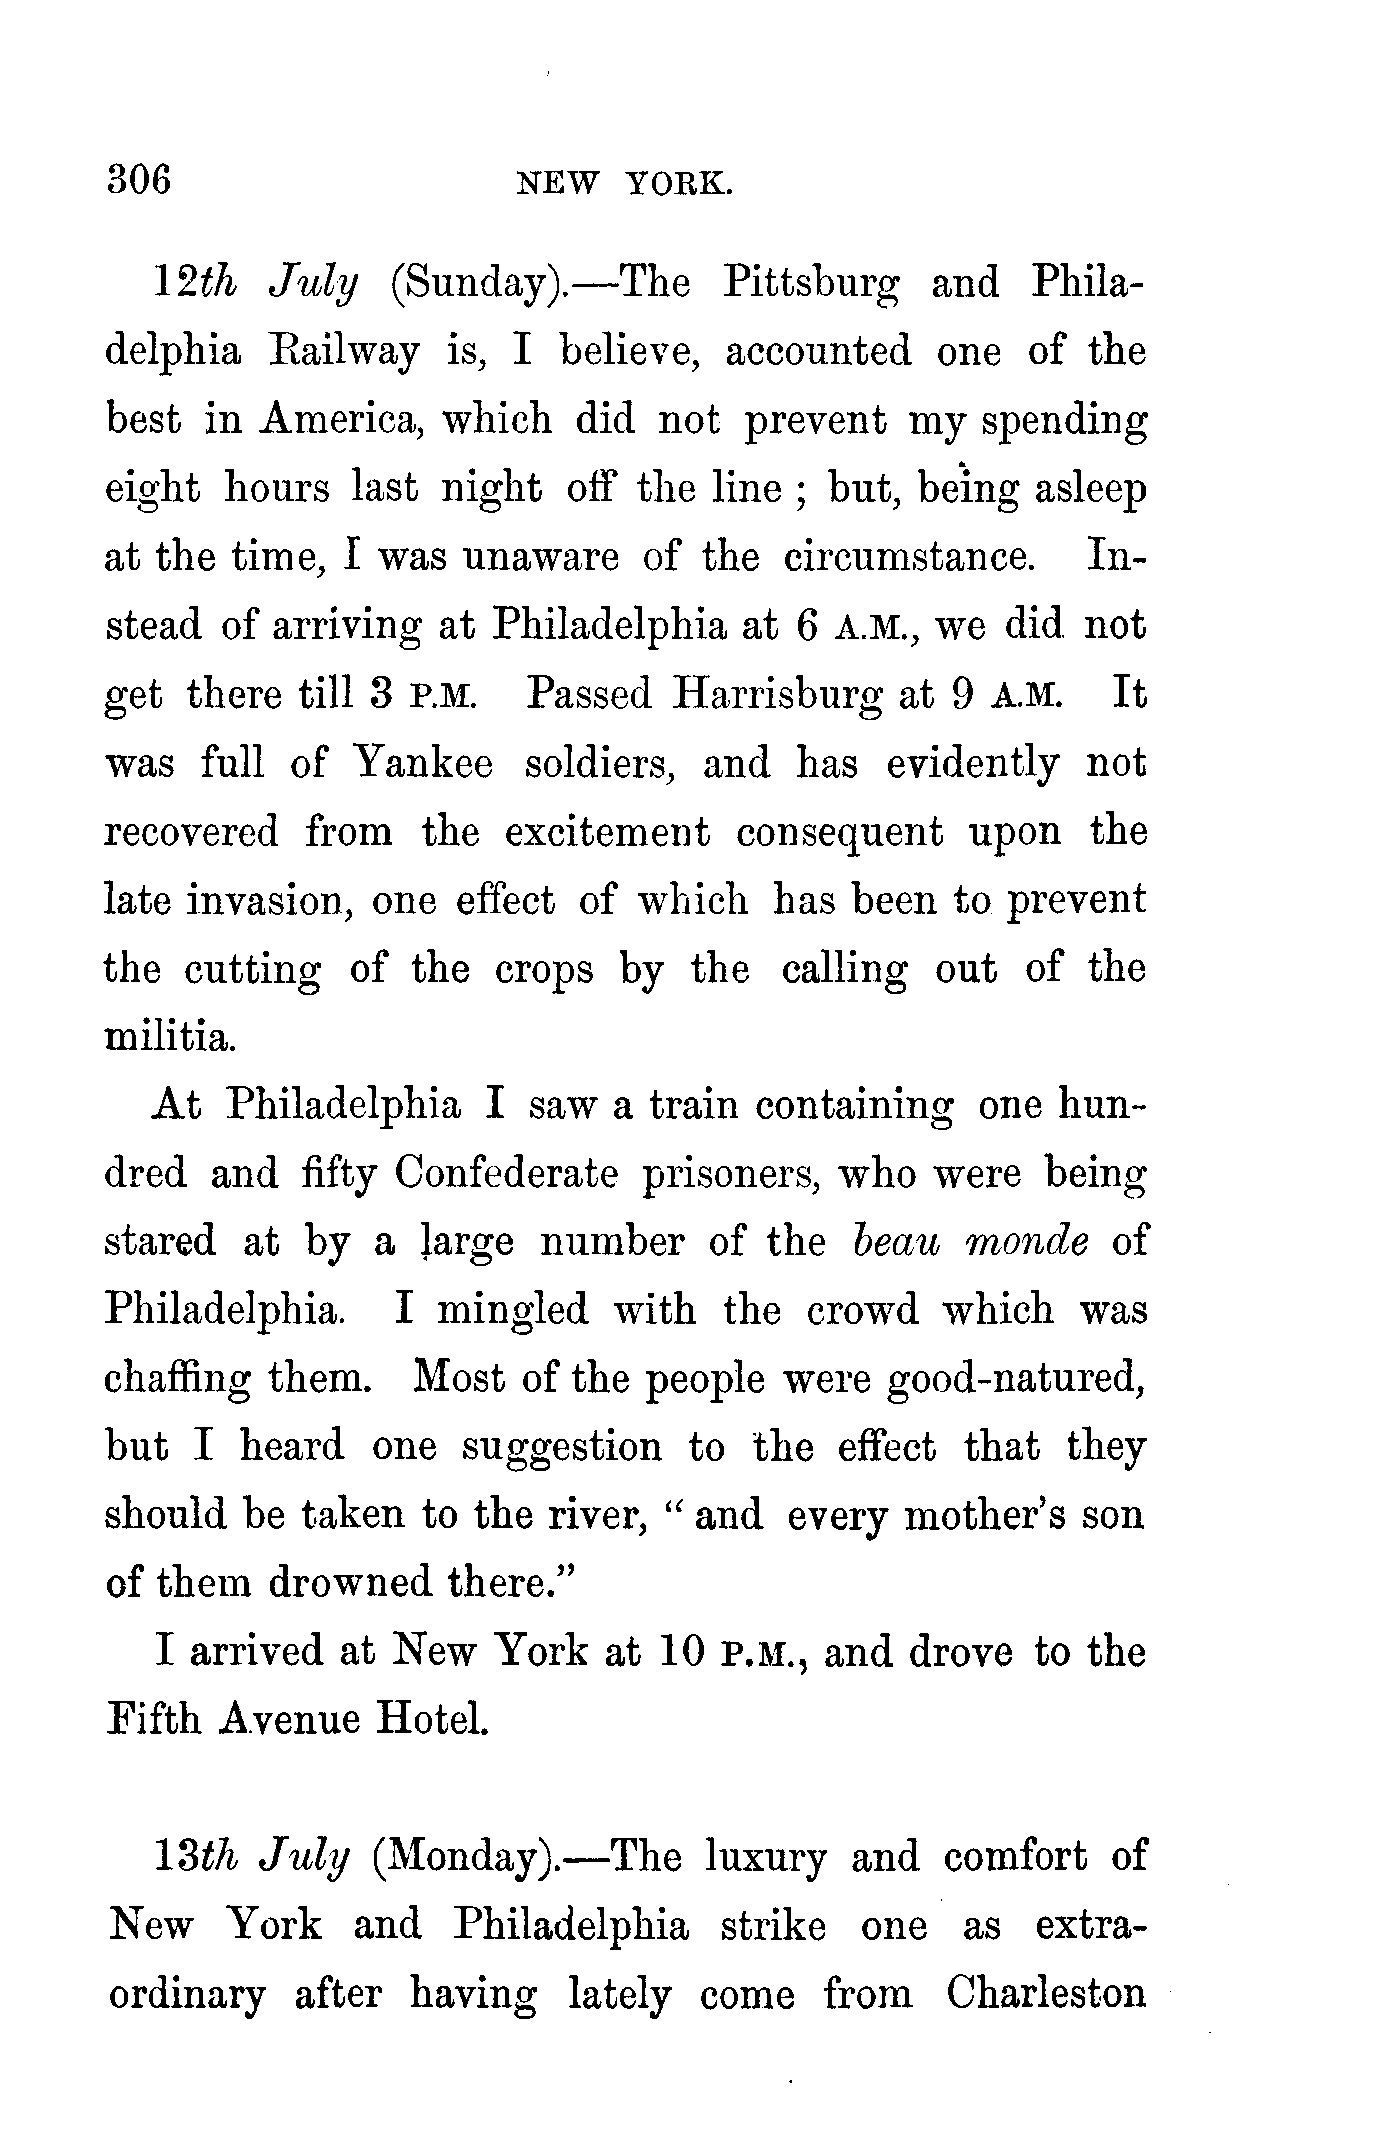 306 NEW YORK.
12th July (Sunday).—The Pittsburg and Phila-
delphia Railway is, I believe, accounted one of the
best in America, which did not prevent my spending
eight hours last night off the line ; but, being asleep
at the time, I was unaware of the circumstance. In-
stead of arriving at Philadelphia at 6 A.M., we did not
get there till 3 P.M. Passed Harrisburg at 9 A.M. It
was full of Yankee soldiers, and has evidently not
recovered from the excitement consequent upon the
late invasion, one effect of which has been to prevent
the cutting of the crops by the calling out of the
militia.
At Philadelphia I saw a train containing one hun-
dred and fifty Confederate prisoners, who were being
stared at by a large number of the beau monde of
Philadelphia. I mingled with the crowd which was
chaffing them. Most of the people were good-natured,
but I heard one suggestion to the effect that they
should be taken to the river, “ and every mother’s son
of them drowned there.”
I arrived at New York at 10 P.M., and drove to the
Fifth Avenue Hotel.
13th July (Monday).—The luxury and comfort of
New York and Philadelphia strike one as extra-
ordinary after having lately come from Charleston